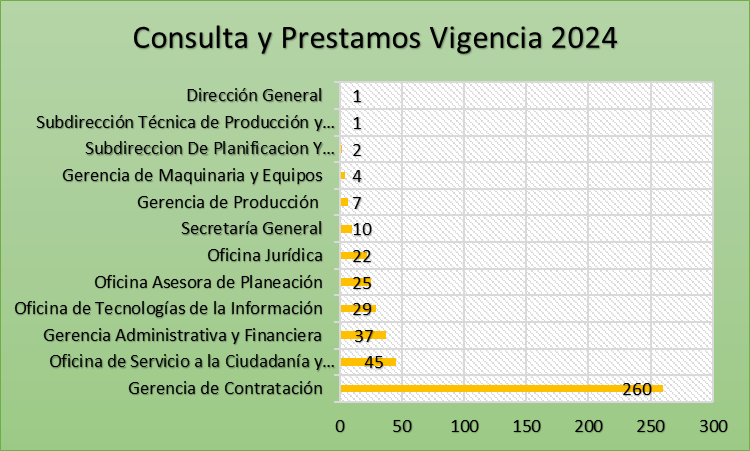 Consulta y Prestamos Vigencia 2024
Dirección General 1
Subdirección Técnica de Producción y... 1
Subdireccion De Planificacion Y... 2
Gerencia de Maquinaria y Equipos 4
Gerencia de Producción 7
Secretaría General 10
Oficina Jurídica 22
Oficina Asesora de Planeación 25
Oficina de Tecnologías de la Información 29
Gerencia Administrativa y Financiera 37
Oficina de Servicio a la Ciudadanía y... 45
Gerencia de Contratación 260
0 50 100 150 200 250 300